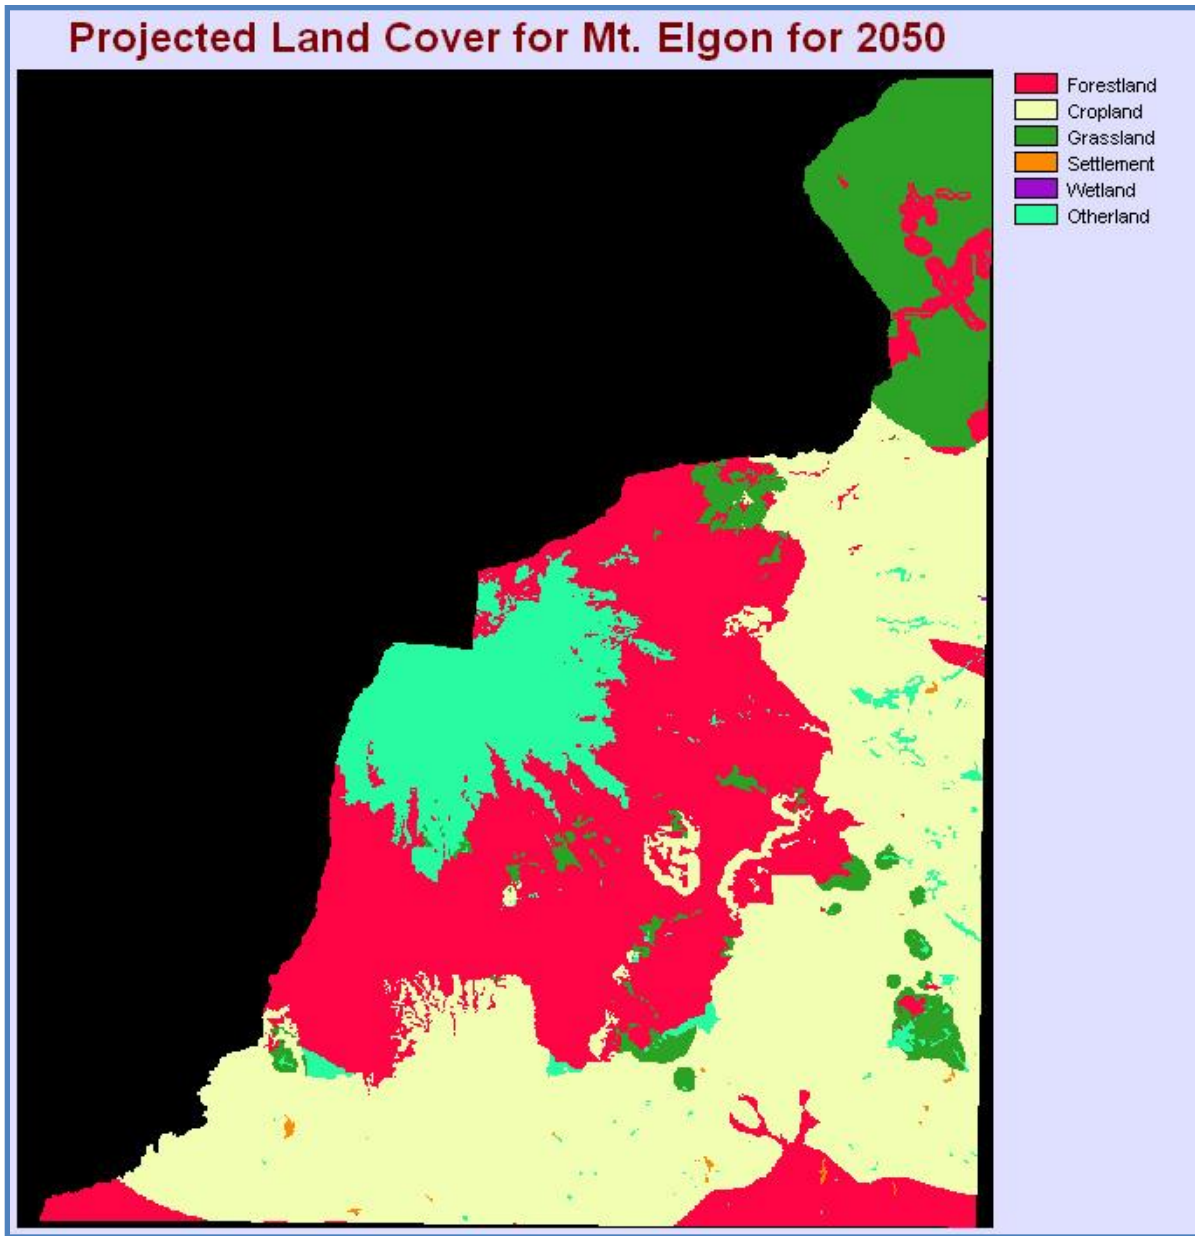 Projected Land Cover for Mt. Elgon for 2050
Forestland
Cropland
Grassland
Settlement
Wetland
Otherland